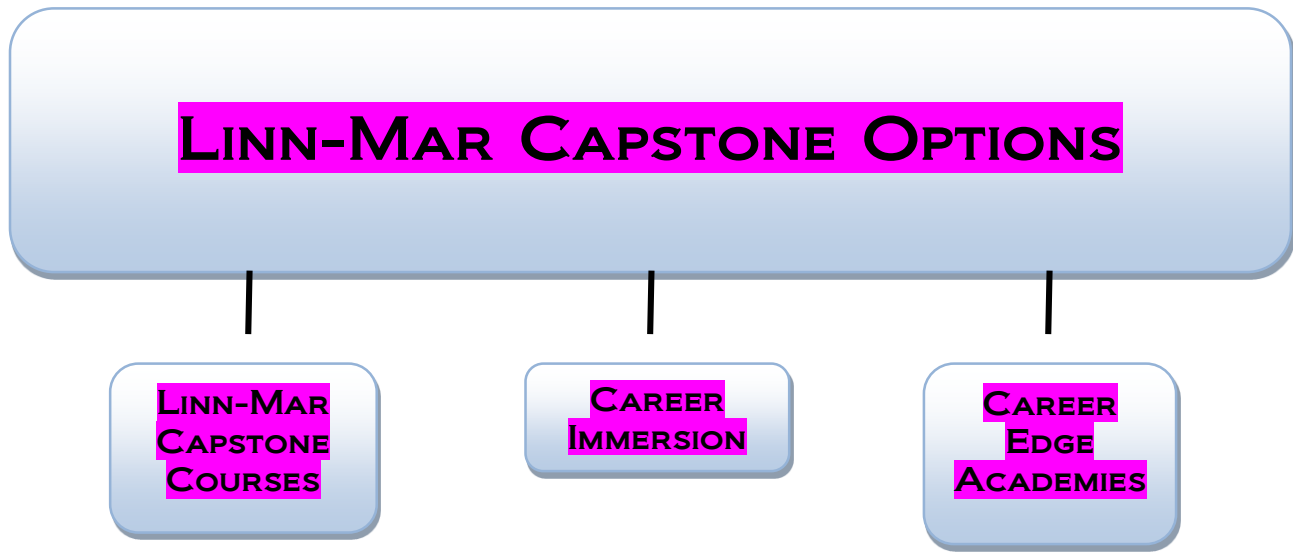 Linn-Mar Capstone Options
Linn-Mar
Capstone
Courses
Career
Immersion
Career
Edge
Academies